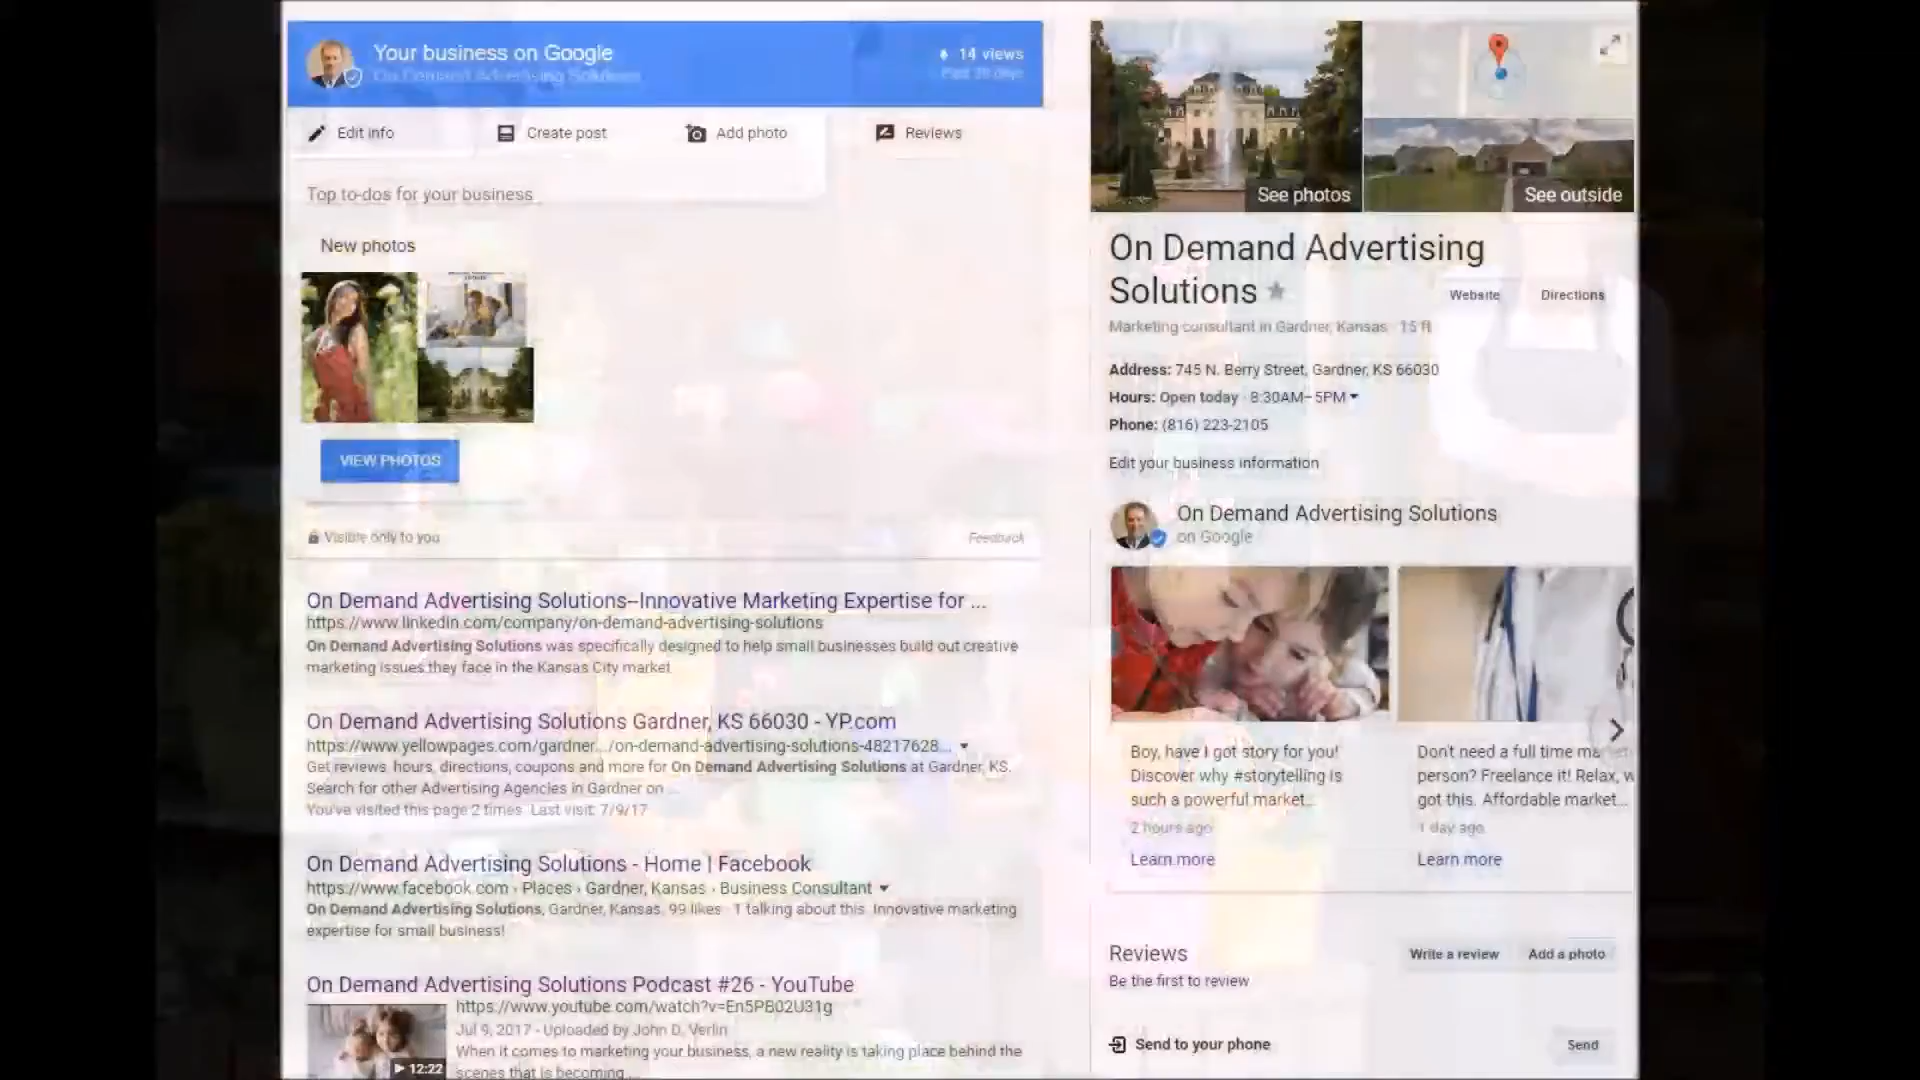 Your business on Google
On Demand Advertising Solutions
14 views
Past 28 days
Edit info
Create post
Add photo
Reviews
Top to-dos for your business
New photos
VIEW PHOTOS
Visible only to you
Feedback
On Demand Advertising Solutions--Innovative Marketing Expertise for ...
https://www.linkedin.com/company/on-demand-advertising-solutions
On Demand Advertising Solutions was specifically designed to help small businesses build out creative
marketing issues they face in the Kansas City market.
On Demand Advertising Solutions Gardner, KS 66030 - YP.com
https://www.yellowpages.com/gardner.../on-demand-advertising-solutions-48217628...
Get reviews, hours, directions, coupons and more for On Demand Advertising Solutions at Gardner, KS.
Search for other Advertising Agencies in Gardner on ...
You've visited this page 2 times. Last visit: 7/9/17
On Demand Advertising Solutions - Home | Facebook
https://www.facebook.com › Places › Gardner, Kansas › Business Consultant
On Demand Advertising Solutions, Gardner, Kansas. 99 likes · 1 talking about this. Innovative marketing
expertise for small business!
On Demand Advertising Solutions Podcast #26 - YouTube
https://www.youtube.com/watch?v=En5PB02U31g
Jul 9, 2017 - Uploaded by John D. Verlin
When it comes to marketing your business, a new reality is taking place behind the
scenes that is becoming ...
12:22
See photos
See outside
On Demand Advertising
Solutions
Website
Directions
Marketing consultant in Gardner, Kansas · 15 ft
Address: 745 N. Berry Street, Gardner, KS 66030
Hours: Open today · 8:30AM–5PM
Phone: (816) 223-2105
Edit your business information
On Demand Advertising Solutions
on Google
Boy, have I got story for you!
Discover why #storytelling is
such a powerful market...
2 hours ago
Learn more
Don't need a full time
person? Freelance it! Relax,
got this. Affordable market...
1 day ago
Learn more
Reviews
Write a review
Add a photo
Be the first to review
Send to your phone
Send